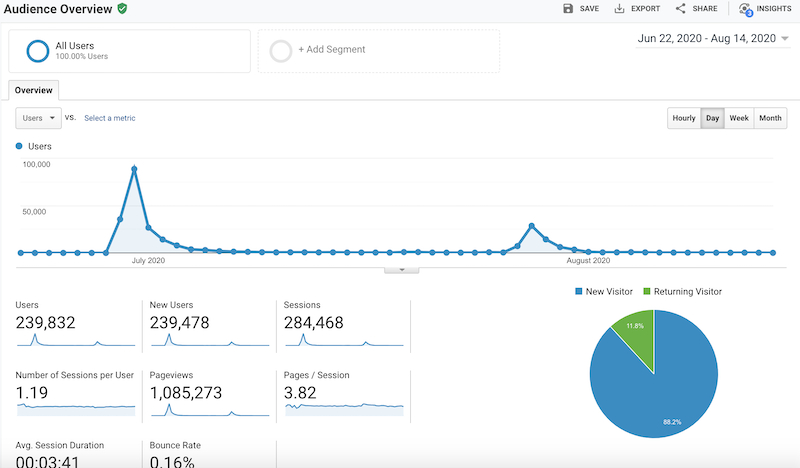 Audience Overview
SAVE EXPORT SHARE 3 INSIGHTS
All Users
100.00% Users
+ Add Segment
Jun 22, 2020 - Aug 14, 2020
Overview
Users vs. Select a metric
Hourly Day Week Month
Users
100,000
50,000
July 2020 August 2020
New Visitor Returning Visitor
Users
239,832
New Users
239,478
Sessions
284,468
Number of Sessions per User
1.19
Pageviews
1,085,273
Pages / Session
3.82
Avg. Session Duration
00:03:41
Bounce Rate
0.16%
11.8%
88.2%